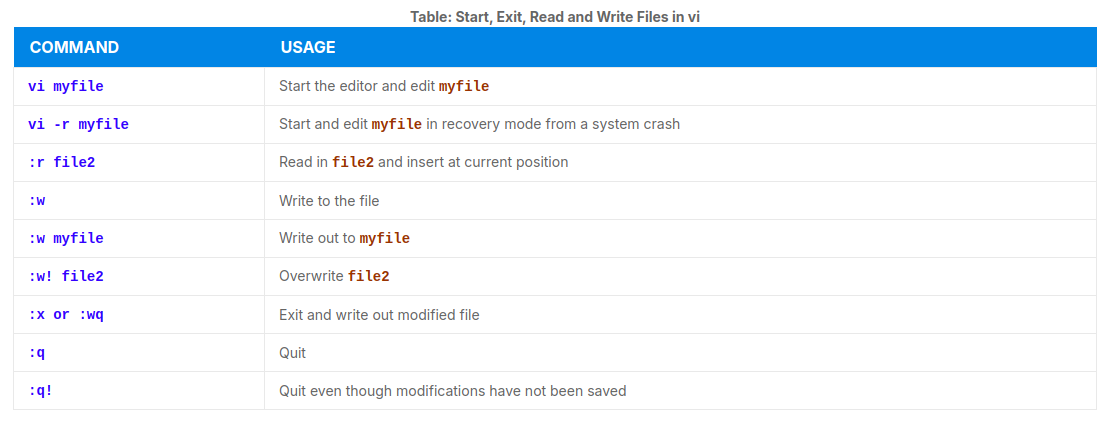 Table: Start, Exit, Read and Write Files in vi
COMMAND USAGE
vi myfile Start the editor and edit myfile
vi -r myfile Start and edit myfile in recovery mode from a system crash
:r file2 Read in file2 and insert at current position
:w Write to the file
:w myfile Write out to myfile
:w! file2 Overwrite file2
:x or :wq Exit and write out modified file
:q Quit
:q! Quit even though modifications have not been saved